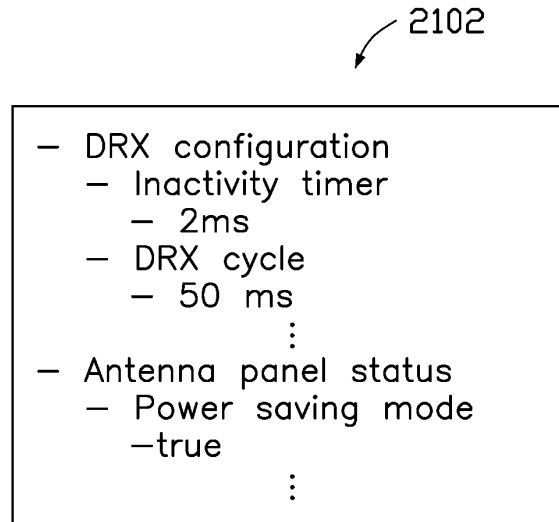 2102
– DRX configuration
– Inactivity timer
– 2ms
– DRX cycle
– 50 ms
⋮
– Antenna panel status
– Power saving mode
–true
⋮